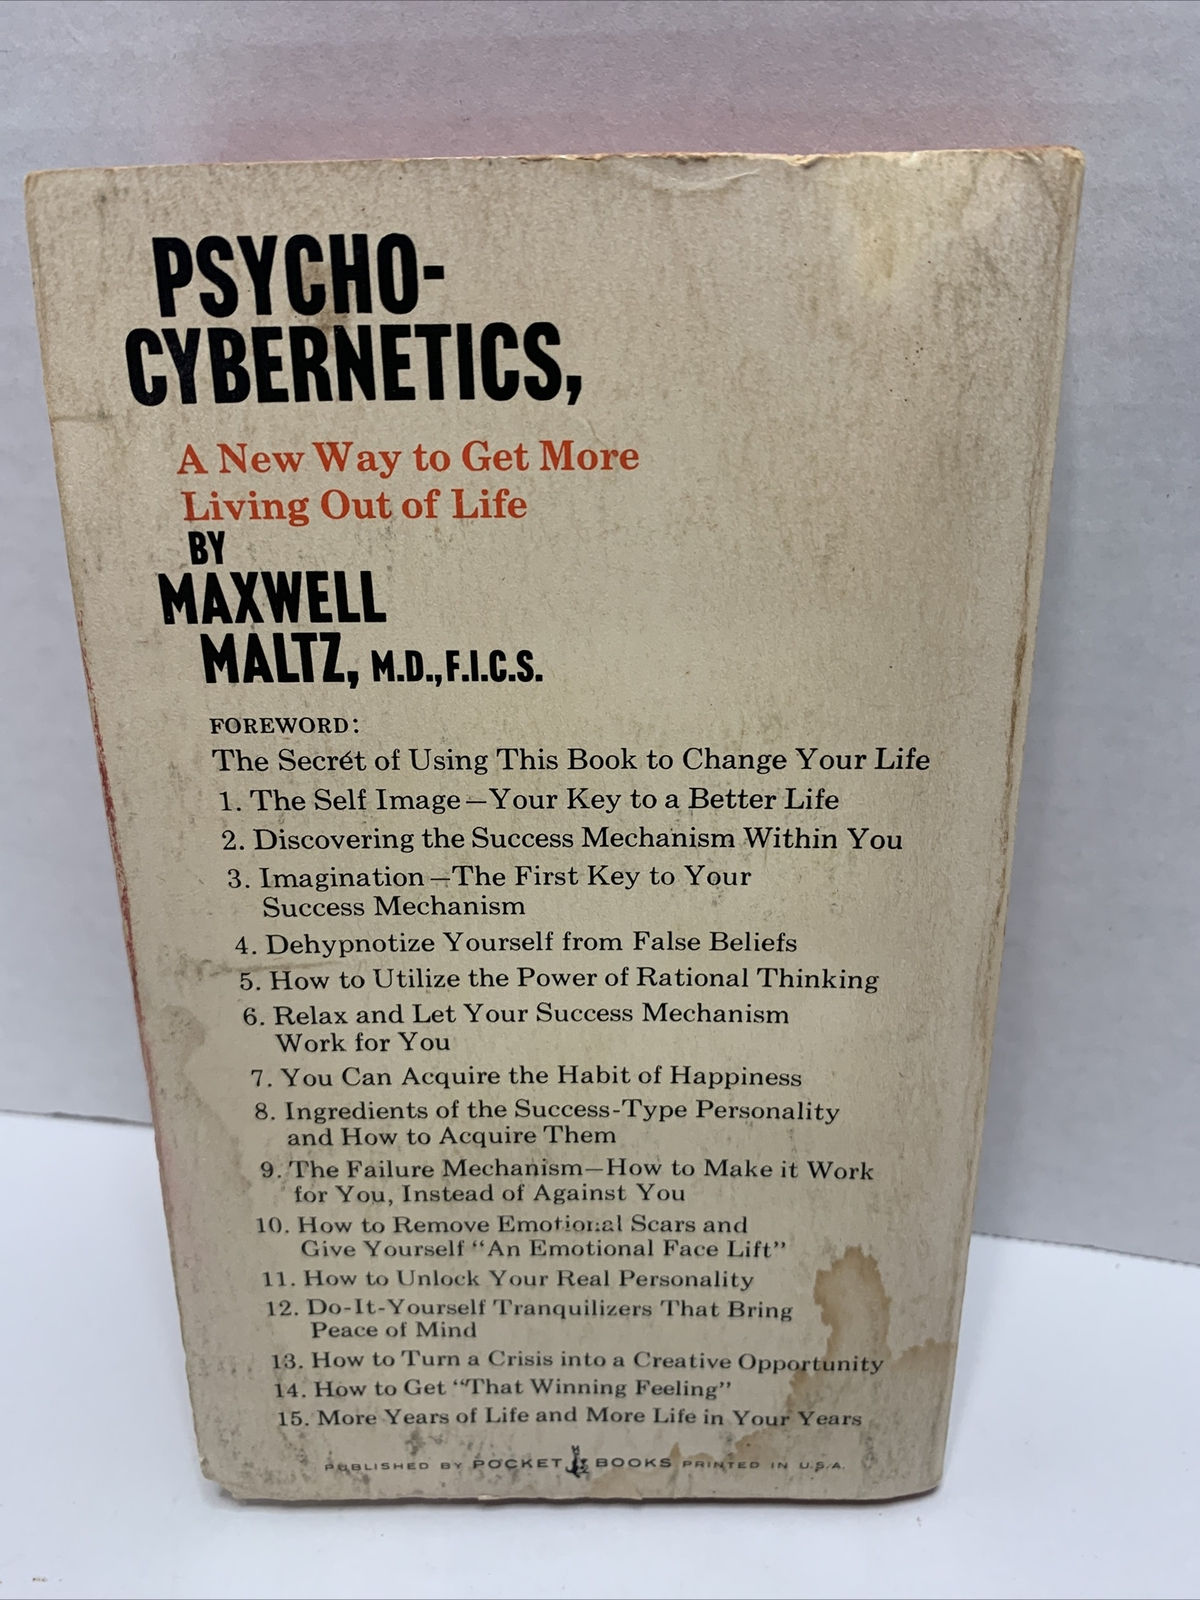 PSYCHO-
CYBERNETICS,
A New Way to Get More
Living Out of Life
BY
MAXWELL
MALTZ, M.D., F.I.C.S.
FOREWORD:
The Secret of Using This Book to Change Your Life
1. The Self Image—Your Key to a Better Life
2. Discovering the Success Mechanism Within You
3. Imagination—The First Key to Your
Success Mechanism
4. Dehypnotize Yourself from False Beliefs
5. How to Utilize the Power of Rational Thinking
6. Relax and Let Your Success Mechanism
Work for You
7. You Can Acquire the Habit of Happiness
8. Ingredients of the Success-Type Personality
and How to Acquire Them
9. The Failure Mechanism—How to Make it Work
for You, Instead of Against You
10. How to Remove Emotional Scars and
Give Yourself “An Emotional Face Lift”
11. How to Unlock Your Real Personality
12. Do-It-Yourself Tranquilizers That Bring
Peace of Mind
13. How to Turn a Crisis into a Creative Opportunity
14. How to Get “That Winning Feeling”
15. More Years of Life and More Life in Your Years
PUBLISHED BY POCKET BOOKS PRINTED IN U.S.A.